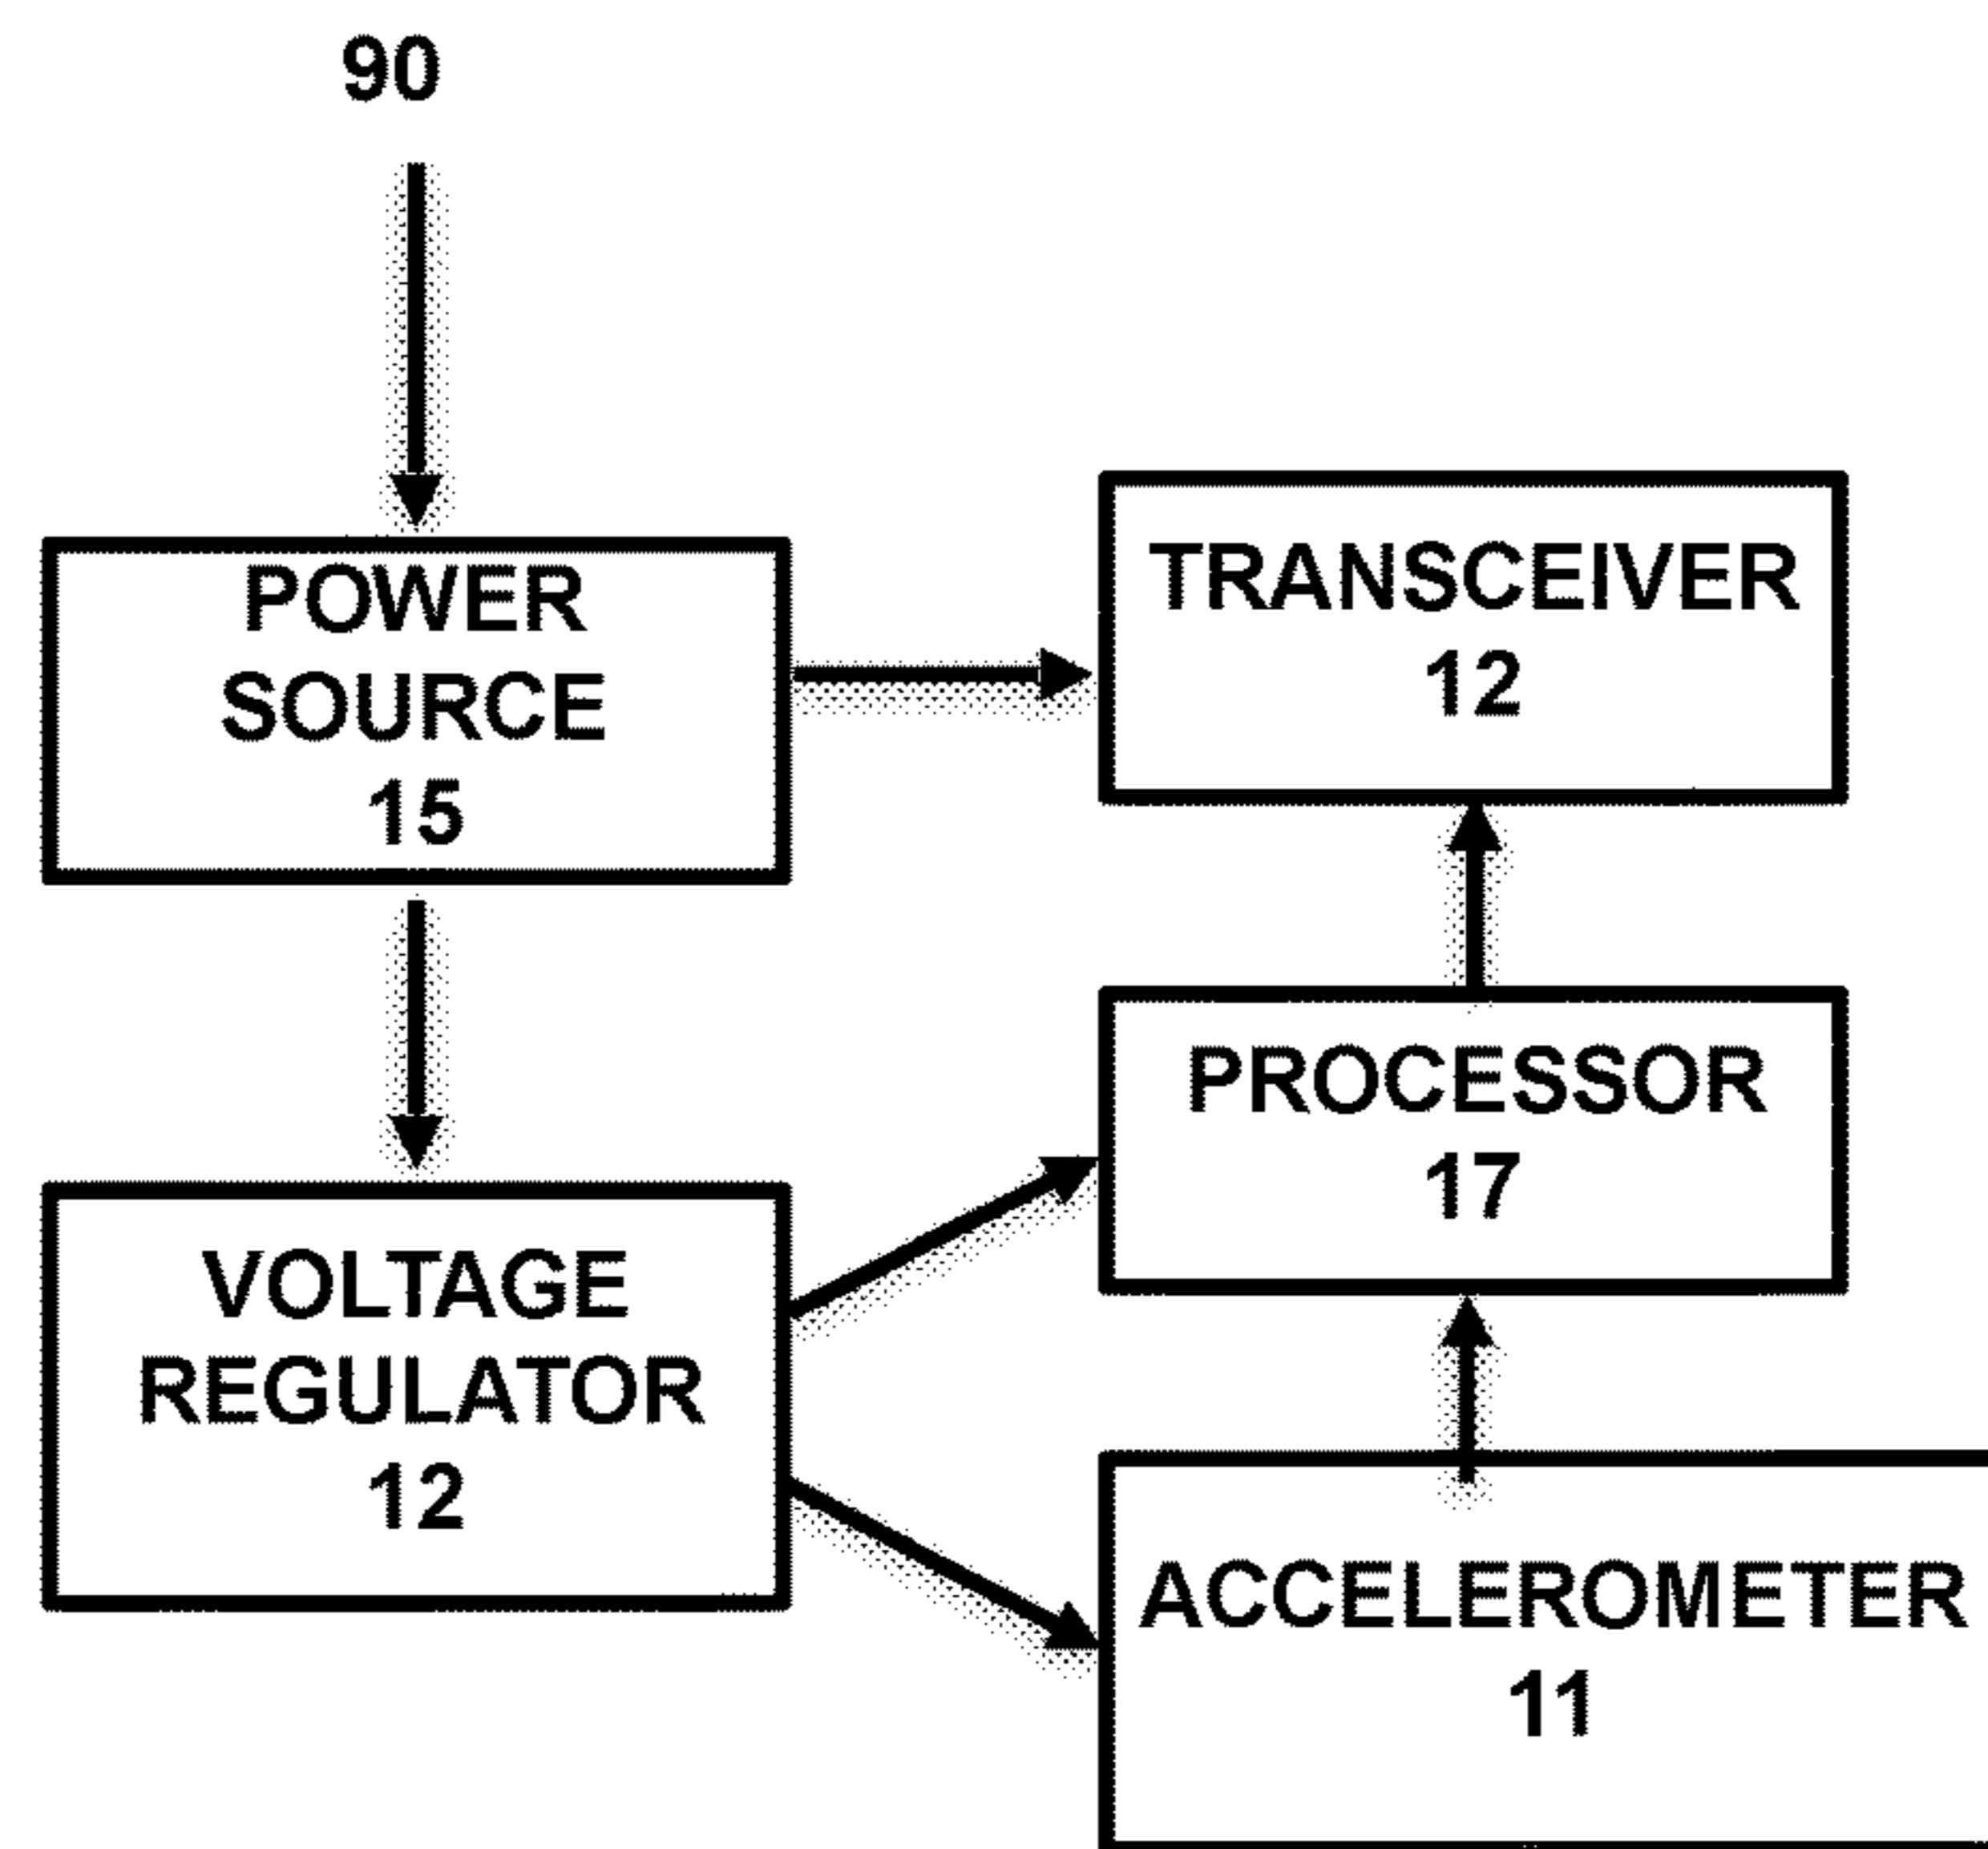 90
POWER
SOURCE
15
TRANSCEIVER
12
PROCESSOR
17
VOLTAGE
REGULATOR
12
ACCELEROMETER
11